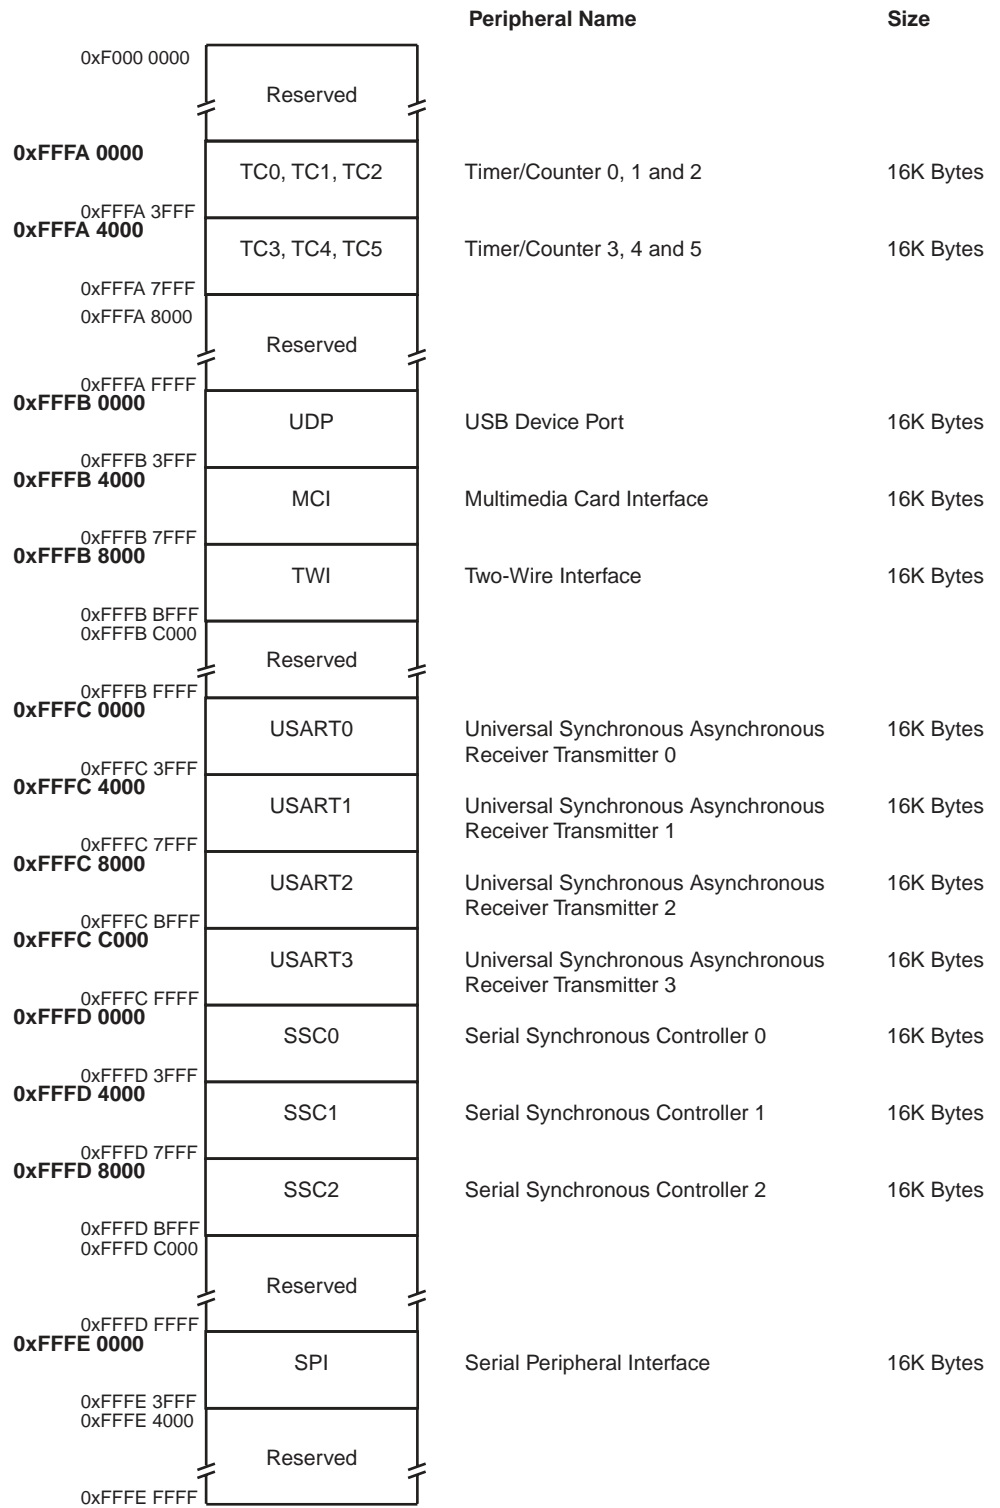 Peripheral Name Size
0xF000 0000
Reserved
0xFFFA 0000
TC0, TC1, TC2 Timer/Counter 0, 1 and 2 16K Bytes
0xFFFA 3FFF
0xFFFA 4000
TC3, TC4, TC5 Timer/Counter 3, 4 and 5 16K Bytes
0xFFFA 7FFF
0xFFFA 8000
Reserved
0xFFFA FFFF
0xFFFB 0000
UDP USB Device Port 16K Bytes
0xFFFB 3FFF
0xFFFB 4000
MCI Multimedia Card Interface 16K Bytes
0xFFFB 7FFF
0xFFFB 8000
TWI Two-Wire Interface 16K Bytes
0xFFFB BFFF
0xFFFB C000
Reserved
0xFFFB FFFF
0xFFFC 0000
USART0 Universal Synchronous Asynchronous 16K Bytes
Receiver Transmitter 0
0xFFFC 3FFF
0xFFFC 4000
USART1 Universal Synchronous Asynchronous 16K Bytes
Receiver Transmitter 1
0xFFFC 7FFF
0xFFFC 8000
USART2 Universal Synchronous Asynchronous 16K Bytes
Receiver Transmitter 2
0xFFFC BFFF
0xFFFC C000
USART3 Universal Synchronous Asynchronous 16K Bytes
Receiver Transmitter 3
0xFFFC FFFF
0xFFFD 0000
SSC0 Serial Synchronous Controller 0 16K Bytes
0xFFFD 3FFF
0xFFFD 4000
SSC1 Serial Synchronous Controller 1 16K Bytes
0xFFFD 7FFF
0xFFFD 8000
SSC2 Serial Synchronous Controller 2 16K Bytes
0xFFFD BFFF
0xFFFD C000
Reserved
0xFFFD FFFF
0xFFFE 0000
SPI Serial Peripheral Interface 16K Bytes
0xFFFE 3FFF
0xFFFE 4000
Reserved
0xFFFE FFFF